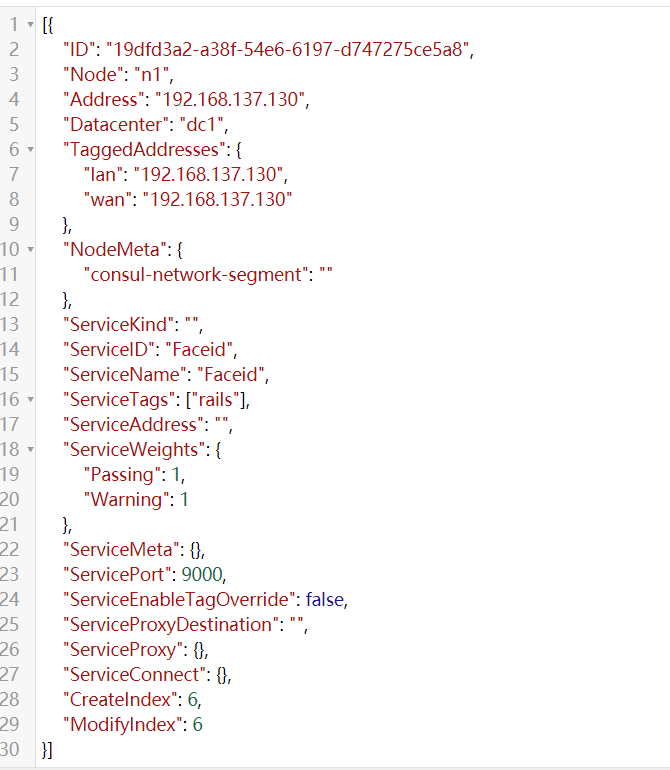 1 [{
2 "ID": "19dfd3a2-a38f-54e6-6197-d747275ce5a8",
3 "Node": "n1",
4 "Address": "192.168.137.130",
5 "Datacenter": "dc1",
6 "TaggedAddresses": {
7 "lan": "192.168.137.130",
8 "wan": "192.168.137.130"
9 },
10 "NodeMeta": {
11 "consul-network-segment": ""
12 },
13 "ServiceKind": "",
14 "ServiceID": "Faceid",
15 "ServiceName": "Faceid",
16 "ServiceTags": ["rails"],
17 "ServiceAddress": "",
18 "ServiceWeights": {
19 "Passing": 1,
20 "Warning": 1
21 },
22 "ServiceMeta": {},
23 "ServicePort": 9000,
24 "ServiceEnableTagOverride": false,
25 "ServiceProxyDestination": "",
26 "ServiceProxy": {},
27 "ServiceConnect": {},
28 "CreateIndex": 6,
29 "ModifyIndex": 6
30 }]